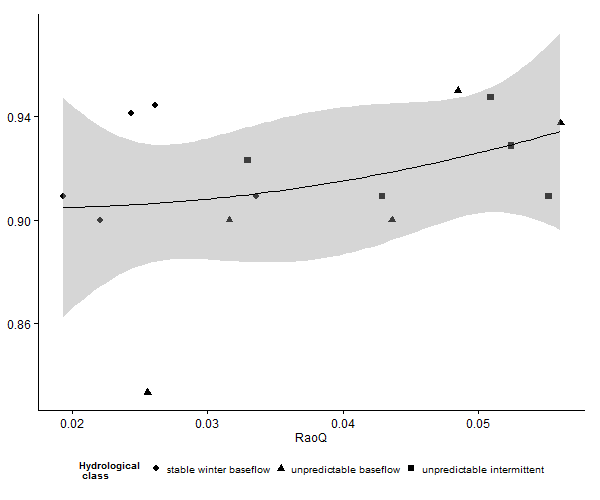 0.94
0.90
0.86
0.02 0.03 0.04 0.05
RaoQ
Hydrological
class
stable winter baseflow unpredictable baseflow unpredictable intermittent